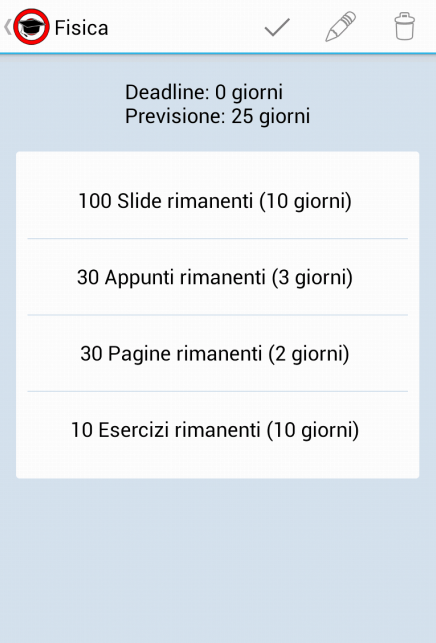 Fisica
Deadline: 0 giorni
Previsione: 25 giorni
100 Slide rimanenti (10 giorni)
30 Appunti rimanenti (3 giorni)
30 Pagine rimanenti (2 giorni)
10 Esercizi rimanenti (10 giorni)